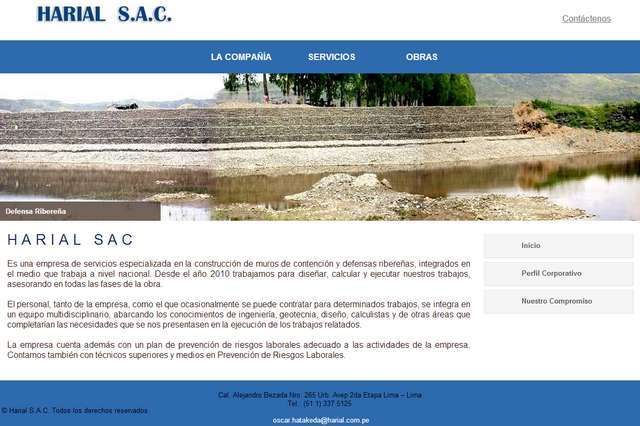 HARIAL S.A.C.
Contáctenos
LA COMPAÑÍA SERVICIOS OBRAS
Defensa Ribereña
HARIAL SAC
Es una empresa de servicios especializada en la construcción de muros de contención y defensas ribereñas, integrados en
el medio que trabaja a nivel nacional. Desde el año 2010 trabajamos para diseñar, calcular y ejecutar nuestros trabajos,
asesorando en todas las fases de la obra.
El personal, tanto de la empresa, como el que ocasionalmente se puede contratar para determinados trabajos, se integra en
un equipo multidisciplinario, abarcando los conocimientos de ingeniería, geotecnia, diseño, calculistas y de otras áreas que
completarían las necesidades que se nos presentasen en la ejecución de los trabajos relatados.
La empresa cuenta además con un plan de prevención de riesgos laborales adecuado a las actividades de la empresa.
Contamos también con técnicos superiores y medios en Prevención de Riesgos Laborales.
Inicio
Perfil Corporativo
Nuestro Compromiso
Cal. Alejandro Bezada Nro. 265 Urb. Avep 2da Etapa Lima – Lima
Tel.: (51 1) 337 5125
© Harial S.A.C. Todos los derechos reservados
oscar.hatakeda@harial.com.pe